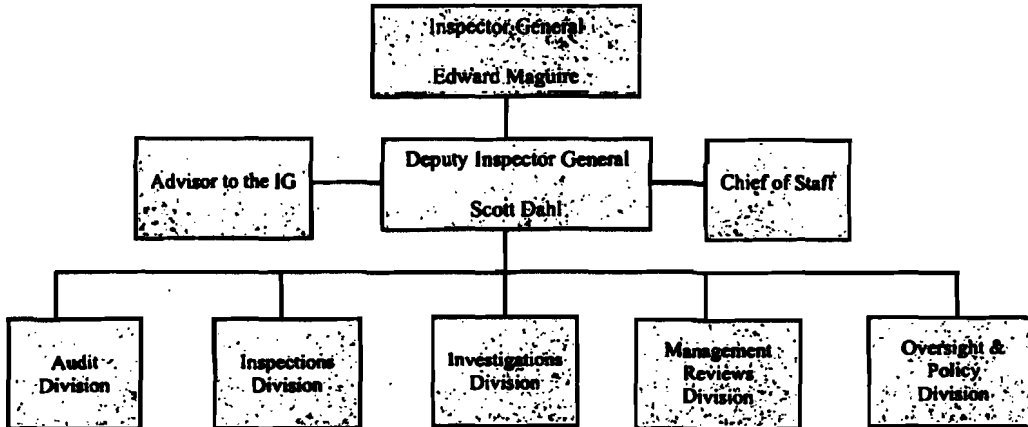 Inspector General
Edward Maguire
Deputy Inspector General
Scott Dahl
Advisor to the IG
Chief of Staff
Audit
Division
Inspections
Division
Investigations
Division
Management
Reviews
Division
Oversight &
Policy
Division